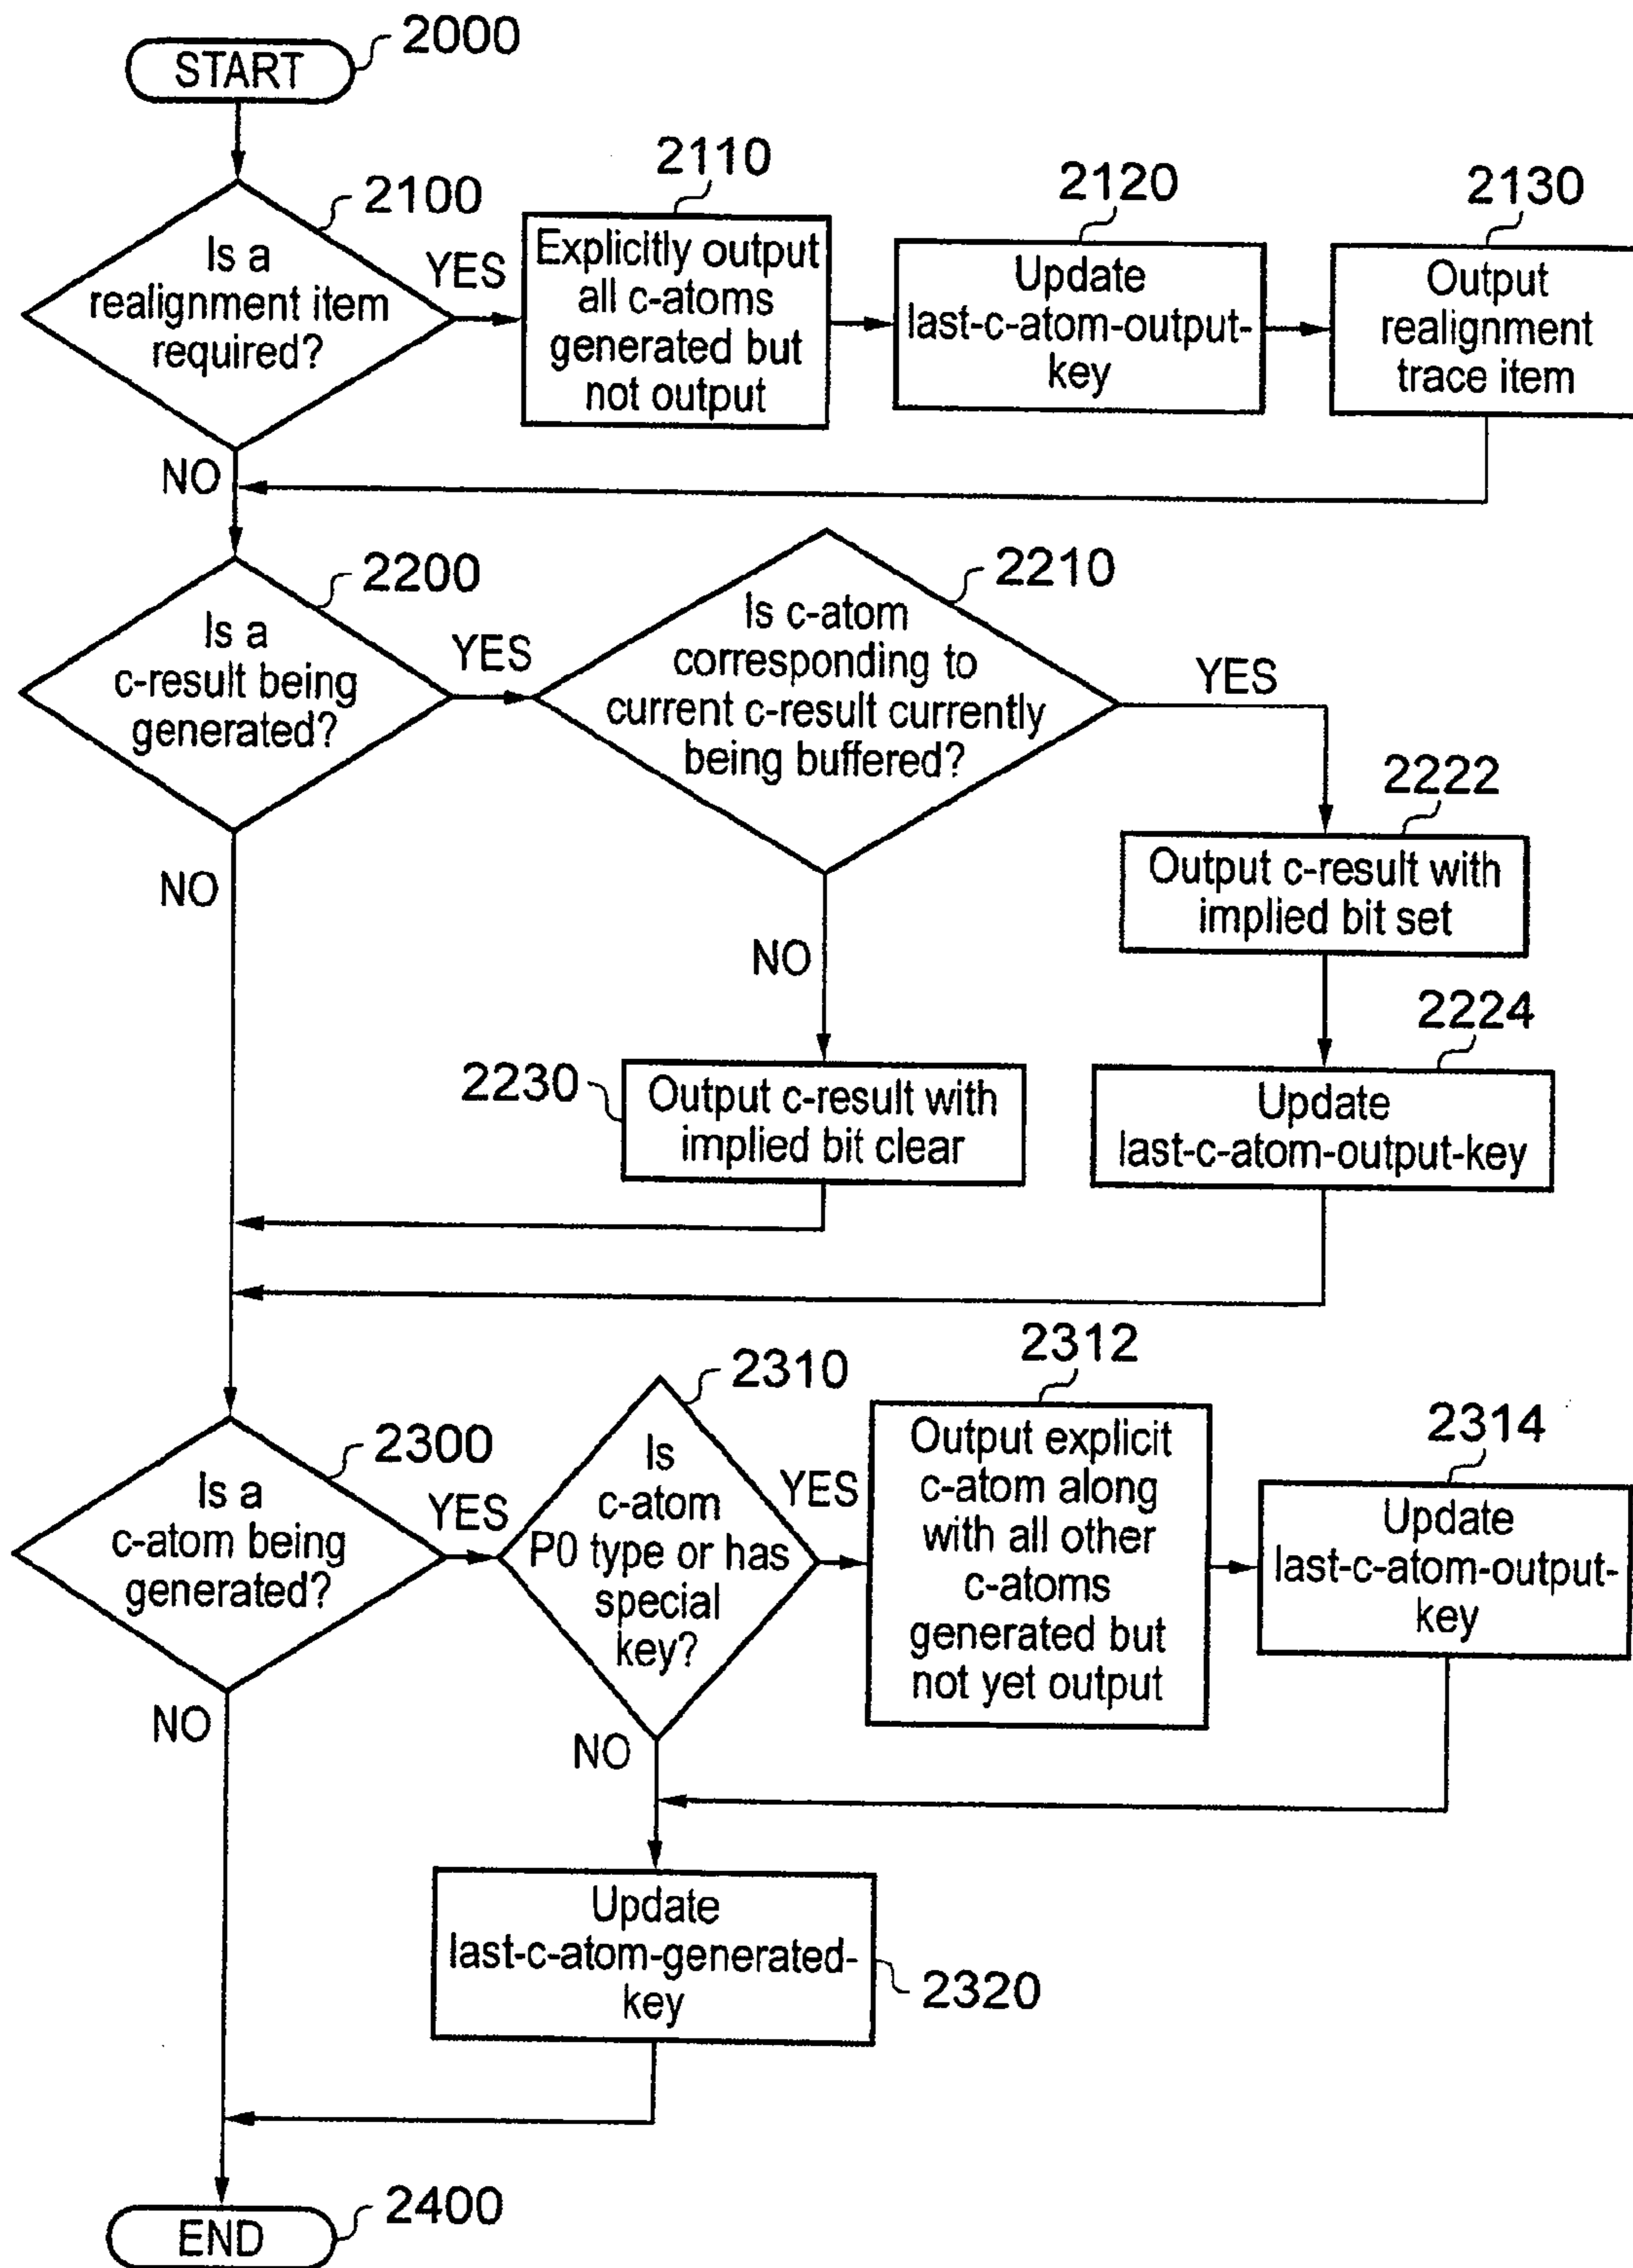 START
2000
2100
Is a
realignment item
required?
YES
NO
2110
Explicitly output
all c-atoms
generated but
not output
2120
Update
last-c-atom-output-
key
2130
Output
realignment
trace item
2200
Is a
c-result being
generated?
YES
NO
2210
Is c-atom
corresponding to
current c-result currently
being buffered?
YES
NO
2222
Output c-result with
implied bit set
2224
Update
last-c-atom-output-key
2230
Output c-result with
implied bit clear
2300
Is a
c-atom being
generated?
YES
NO
2310
Is
c-atom
P0 type or has
special
key?
YES
NO
2312
Output explicit
c-atom along
with all other
c-atoms
generated but
not yet output
2314
Update
last-c-atom-output-
key
Update
last-c-atom-generated-
key
2320
END
2400